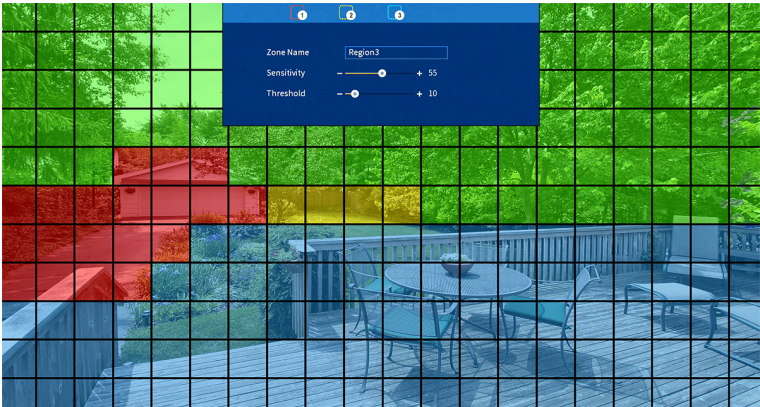 1 2 3
Zone Name Region3
Sensitivity - + 55
Threshold - + 10